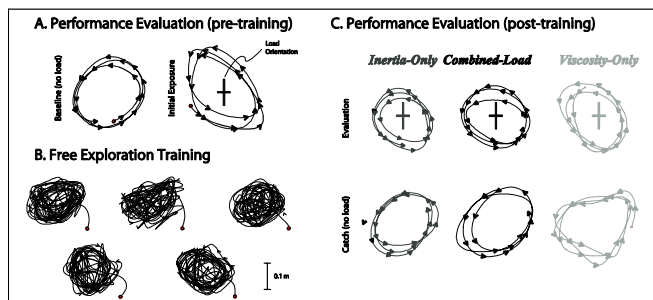 A. Performance Evaluation (pre-training)
Load
Orientation
Baseline (no load)
Initial Exposure
B. Free Exploration Training
0.1 m
C. Performance Evaluation (post-training)
Inertia-Only Combined-Load Viscosity-Only
Evaluation
Catch (no load)